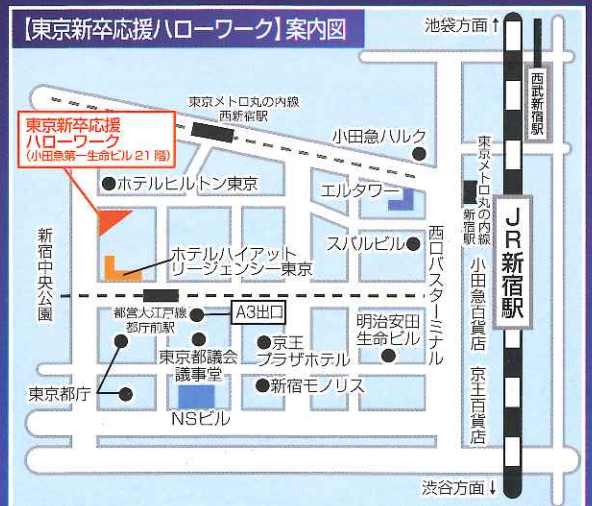 【東京新卒応援ハローワーク】案内図
池袋方面↑
西武新宿駅
東京メトロ丸の内線
西新宿駅
東京新卒応援
ハローワーク
(小田急第一生命ビル21階)
小田急ハルク
東京メトロ丸の内線
新宿駅
ホテルヒルトン東京
エルタワー
JR新宿駅
新宿中央公園
スバルビル
西口バスターミナル
ホテルハイアット
リージェンシー東京
小田急百貨店
都営大江戸線
都庁前駅
A3出口
明治安田
生命ビル
東京都議会
議事堂
京王
プラザホテル
京王百貨店
東京都庁
新宿モノリス
NSビル
渋谷方面↓